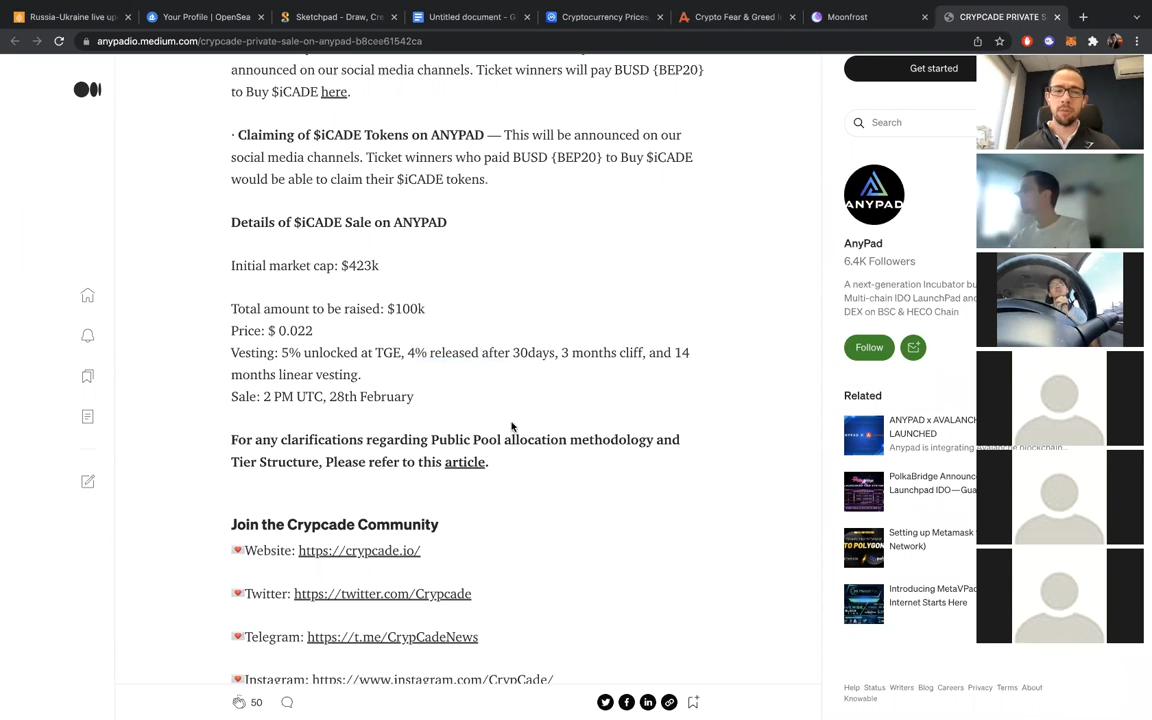 Russia-Ukraine live up
Your Profile | OpenSea
Sketchpad - Draw, Cre
Untitled document - G
Cryptocurrency Prices,
Crypto Fear & Greed I
Moonfrost
CRYPCADE PRIVATE S
anypadio.medium.com/crypcade-private-sale-on-anypad-b8cee61542ca
announced on our social media channels. Ticket winners will pay BUSD {BEP20}
to Buy $iCADE here.
· Claiming of $iCADE Tokens on ANYPAD — This will be announced on our
social media channels. Ticket winners who paid BUSD {BEP20} to Buy $iCADE
would be able to claim their $iCADE tokens.
Details of $iCADE Sale on ANYPAD
Initial market cap: $423k
Total amount to be raised: $100k
Price: $ 0.022
Vesting: 5% unlocked at TGE, 4% released after 30days, 3 months cliff, and 14
months linear vesting.
Sale: 2 PM UTC, 28th February
For any clarifications regarding Public Pool allocation methodology and
Tier Structure, Please refer to this article.
Join the Crypcade Community
💌Website: https://crypcade.io/
💌Twitter: https://twitter.com/Crypcade
💌Telegram: https://t.me/CrypCadeNews
💌Instagram: https://www.instagram.com/CrypCade/
50
Get started
Search
ANYPAD
AnyPad
6.4K Followers
A next-generation Incubator bu
Multi-chain IDO LaunchPad and
DEX on BSC & HECO Chain
Follow
Related
ANYPAD x AVALANCH
LAUNCHED
Anypad is integrating Avalanche blockchain...
PolkaBridge Announc
Launchpad IDO—Gua
Setting up Metamask
Network)
Introducing MetaVPad
Internet Starts Here
Help Status Writers Blog Careers Privacy Terms About
Knowable